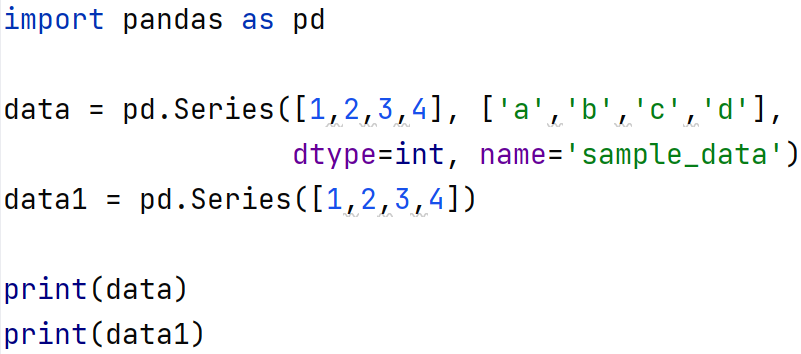 import pandas as pd
data = pd.Series([1,2,3,4], ['a','b','c','d'],
dtype=int, name='sample_data')
data1 = pd.Series([1,2,3,4])
print(data)
print(data1)